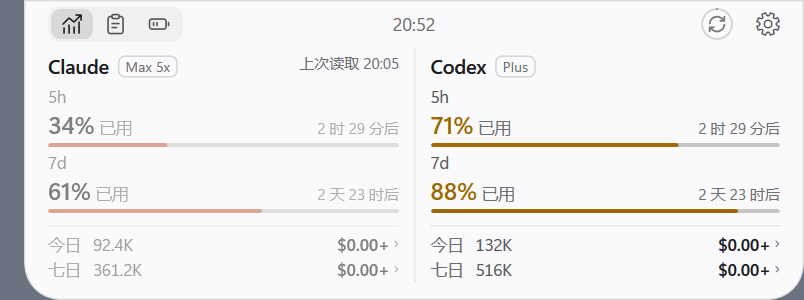 20:52
Claude Max 5x 上次读取 20:05
5h
34% 已用 2 时 29 分后
7d
61% 已用 2 天 23 时后
今日 92.4K $0.00+ ›
七日 361.2K $0.00+ ›
Codex Plus
5h
71% 已用 2 时 29 分后
7d
88% 已用 2 天 23 时后
今日 132K $0.00+ ›
七日 516K $0.00+ ›